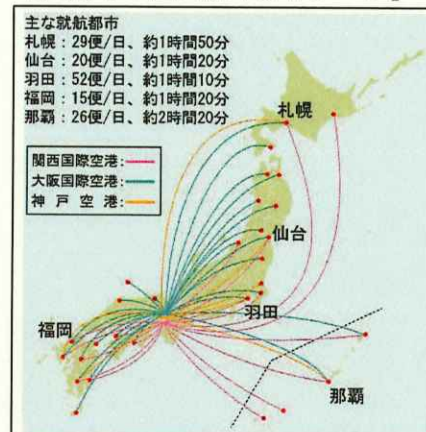 主な就航都市
札幌：29便/日、約1時間50分
仙台：20便/日、約1時間20分
羽田：52便/日、約1時間10分
福岡：15便/日、約1時間20分
那覇：26便/日、約2時間20分
札幌
関西国際空港：
大阪国際空港：
神戸空港：
仙台
羽田
福岡
那覇